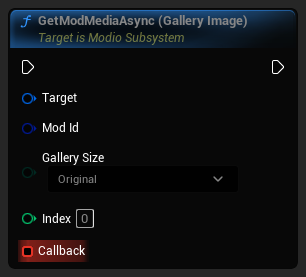 GetModMediaAsync (Gallery Image)
Target is Modio Subsystem
Target
Mod Id
Gallery Size
Original
Index 0
Callback